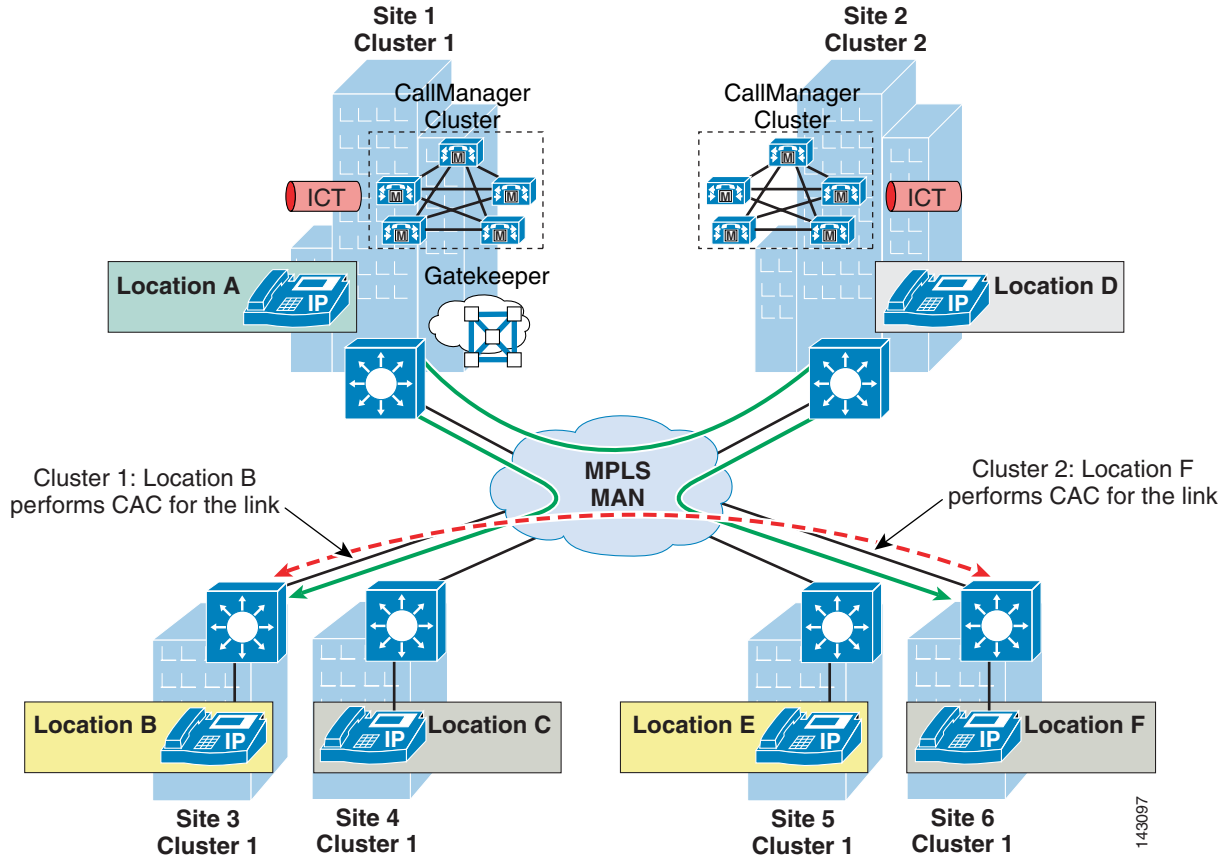 Site 1
Cluster 1
Site 2
Cluster 2
CallManager
Cluster
CallManager
Cluster
M
M
M
M
M
M
M
M
M
M
ICT
ICT
Location A
IP
Gatekeeper
IP
Location D
MPLS
MAN
Cluster 1: Location B
performs CAC for the link
Cluster 2: Location F
performs CAC for the link
Location B
IP
IP
Location C
Location E
IP
IP
Location F
Site 3
Cluster 1
Site 4
Cluster 1
Site 5
Cluster 1
Site 6
Cluster 1
143097